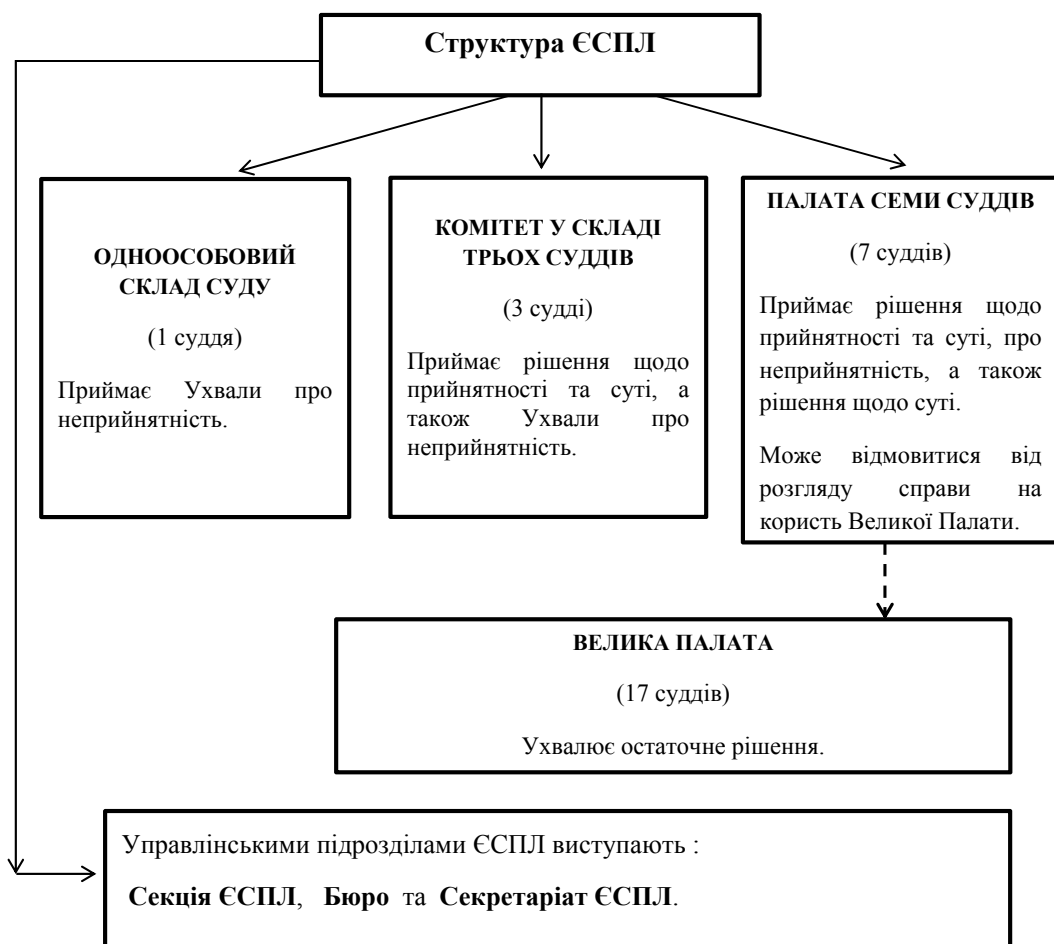 Структура ЄСПЛ
ОДНООСОБОВИЙ
СКЛАД СУДУ
(1 суддя)
Приймає Ухвали про
неприйнятність.
КОМІТЕТ У СКЛАДІ
ТРЬОХ СУДДІВ
(3 судді)
Приймає рішення щодо
прийнятності та суті, а
також Ухвали про
неприйнятність.
ПАЛАТА СЕМИ СУДДІВ
(7 суддів)
Приймає рішення щодо
прийнятності та суті, про
неприйнятність, а також
рішення щодо суті.
Може відмовитися від
розгляду справи на
користь Великої Палати.
ВЕЛИКА ПАЛАТА
(17 суддів)
Ухвалює остаточне рішення.
Управлінськими підрозділами ЄСПЛ виступають :
Секція ЄСПЛ, Бюро та Секретаріат ЄСПЛ.